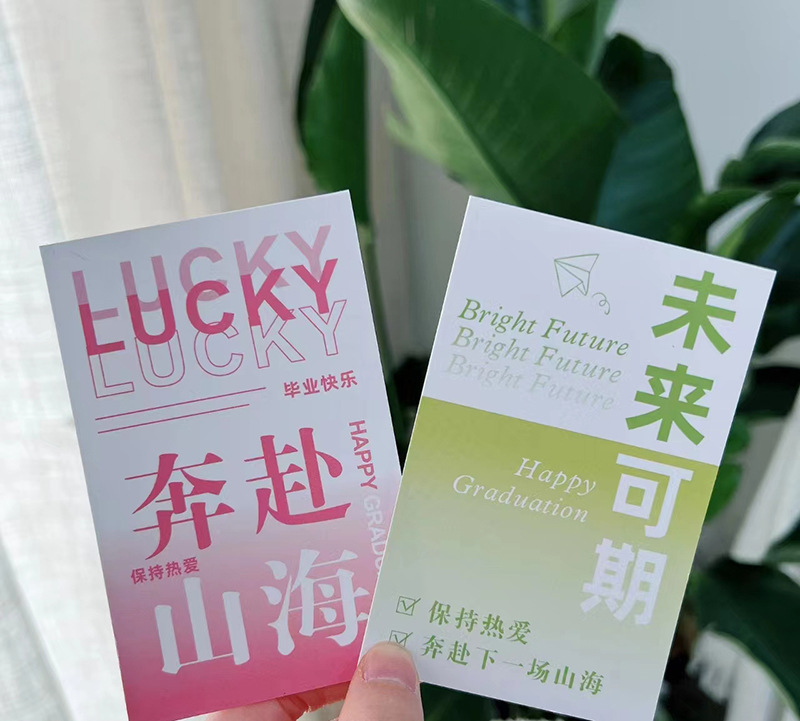 LUCKY
LUCKY
LUCKY
毕业快乐
奔赴
HAPPY GRADU
保持热爱
山海
Bright Future
Bright Future
Bright Future
未来可期
Happy
Graduation
保持热爱
奔赴下一场山海